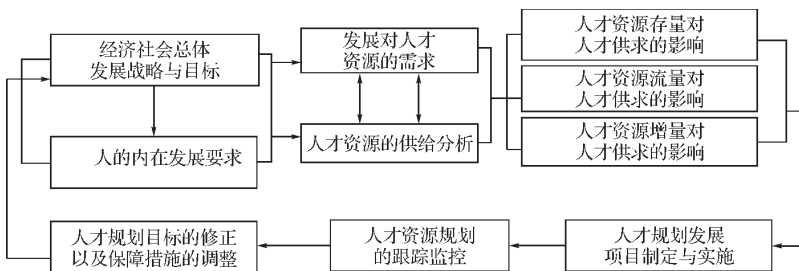 经济社会总体
发展战略与目标
人的内在发展要求
发展对人才
资源的需求
人才资源的供给分析
人才资源存量对
人才供求的影响
人才资源流量对
人才供求的影响
人才资源增量对
人才供求的影响
人才规划目标的修正
以及保障措施的调整
人才资源规划
的跟踪监控
人才规划发展
项目制定与实施